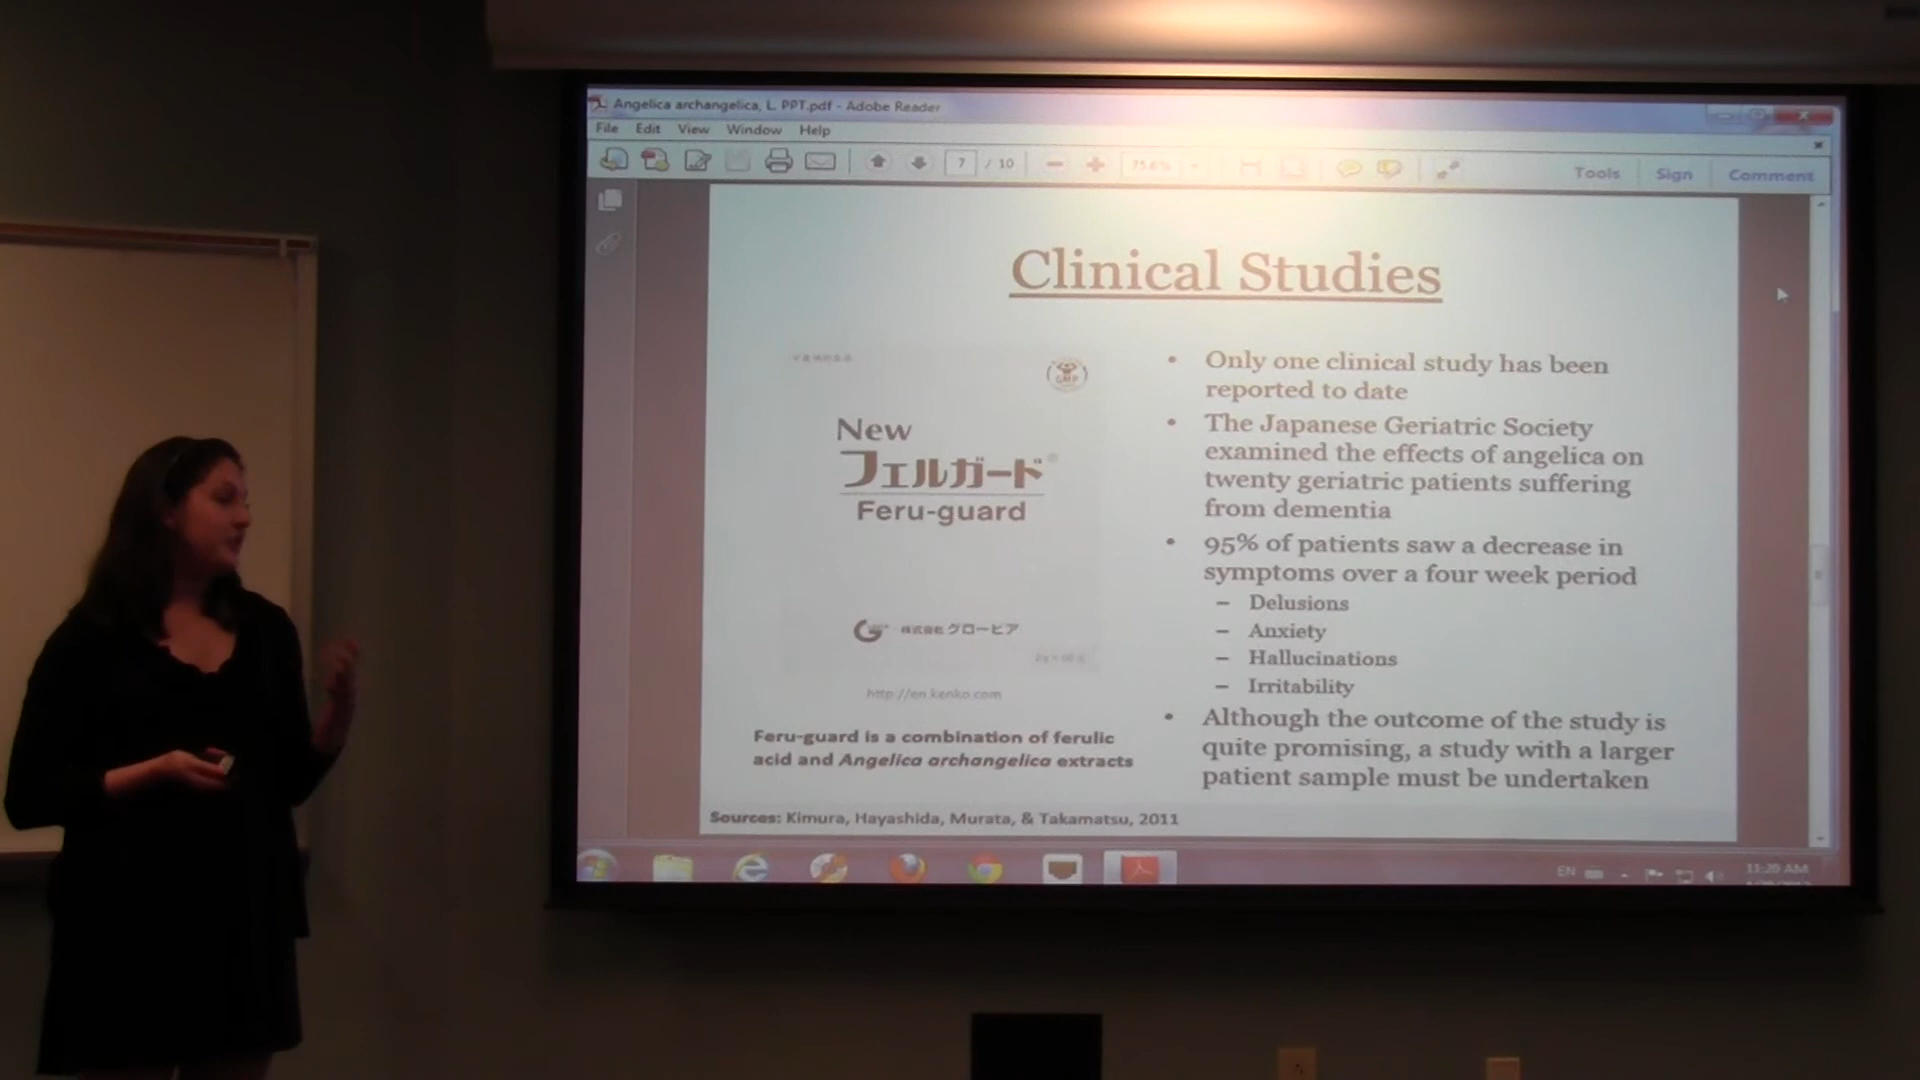 Angelica archangelica, L. PPT.pdf - Adobe Reader
File Edit View Window Help
7 / 10
75.6%
Tools Sign Comment
Clinical Studies
GMP
New
フェルガード®
Feru-guard
株式会社グロービア
http://en.kenko.com
Feru-guard is a combination of ferulic
acid and Angelica archangelica extracts
• Only one clinical study has been
reported to date
• The Japanese Geriatric Society
examined the effects of angelica on
twenty geriatric patients suffering
from dementia
• 95% of patients saw a decrease in
symptoms over a four week period
– Delusions
– Anxiety
– Hallucinations
– Irritability
• Although the outcome of the study is
quite promising, a study with a larger
patient sample must be undertaken
Sources: Kimura, Hayashida, Murata, & Takamatsu, 2011
EN
11:20 AM